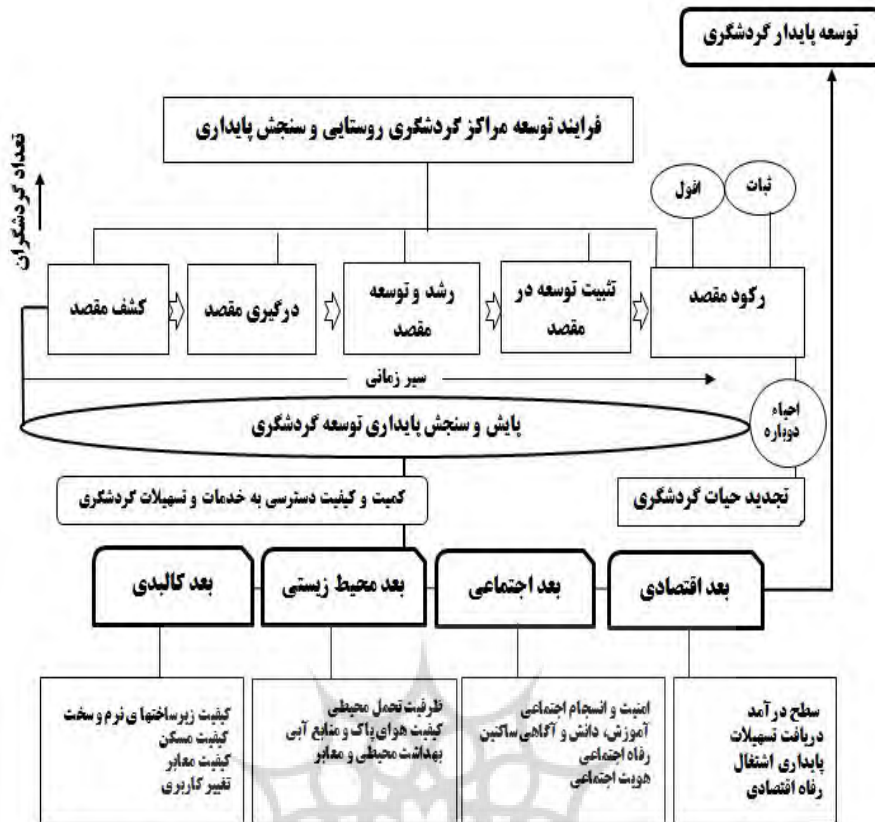 توسعه پایدار گردشگری
فرایند توسعه مراکز گردشگری روستایی و سنجش پایداری
تعداد گردشگران
ثبات
افول
کشف مقصد
درگیری مقصد
رشد و توسعه
مقصد
تثبیت توسعه در
مقصد
رکود مقصد
سیر زمانی
احیاء
دوباره
پایش و سنجش پایداری توسعه گردشگری
کمیت و کیفیت دسترسی به خدمات و تسهیلات گردشگری
تجدید حیات گردشگری
بعد اقتصادی
بعد اجتماعی
بعد محیط زیستی
بعد کالبدی
سطح درآمد
دریافت تسهیلات
پایداری اشتغال
رفاه اقتصادی
امنیت و انسجام اجتماعی
آموزش، دانش و آگاهی ساکنین
رفاه اجتماعی
هویت اجتماعی
ظرفیت تحمل محیطی
کیفیت هوای پاک و منابع آبی
بهداشت محیطی و معابر
کیفیت زیرساختهای نرم و سخت
کیفیت مسکن
کیفیت معابر
تغییر کاربری